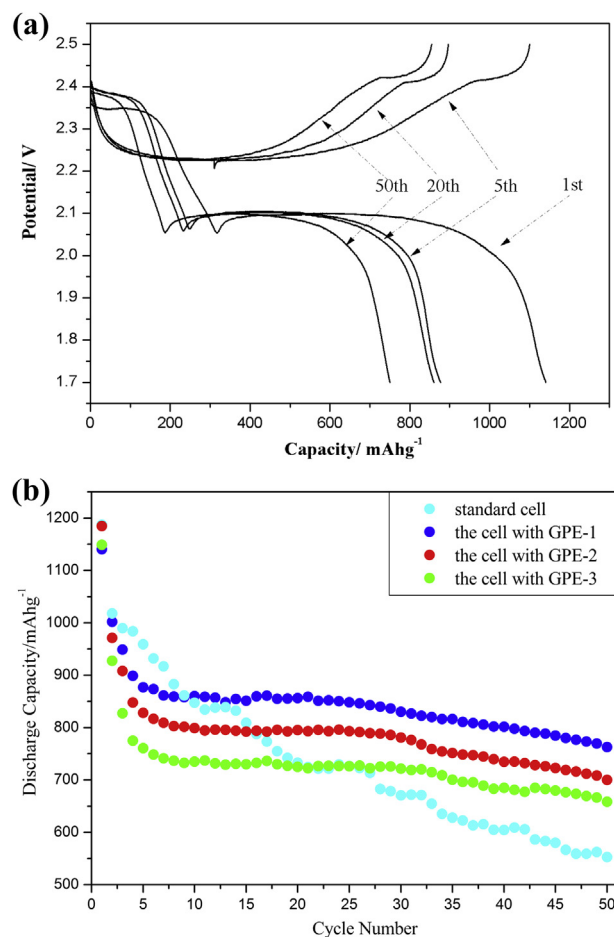 (a)
2.5
2.4
2.3
2.2
2.1
2.0
1.9
1.8
1.7
Potential/ V
50th
20th
5th
1st
0
200
400
600
800
1000
1200
Capacity/ mAhg⁻¹
(b)
1200
1100
1000
900
800
700
600
500
Discharge Capacity/mAhg⁻¹
standard cell
the cell with GPE-1
the cell with GPE-2
the cell with GPE-3
0
5
10
15
20
25
30
35
40
45
50
Cycle Number